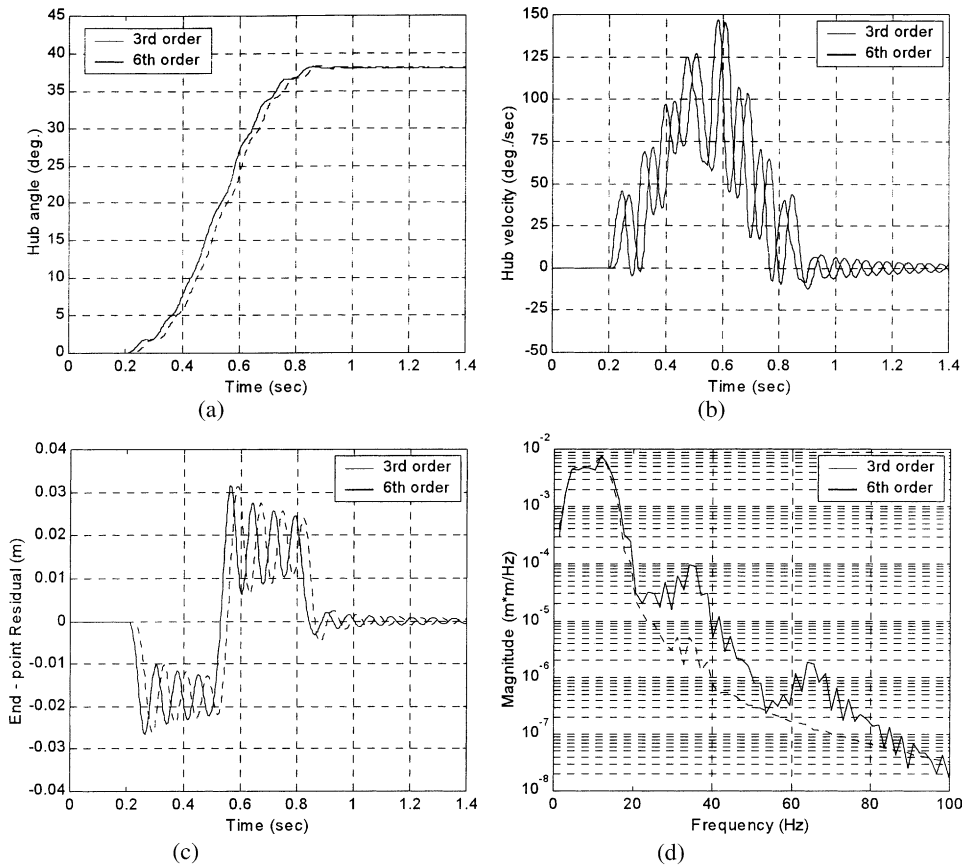 45
40
35
30
25
20
15
10
5
0
Hub angle (deg.)
3rd order
6th order
0 0.2 0.4 0.6 0.8 1 1.2 1.4
Time (sec)
(a)
150
125
100
75
50
25
0
-25
-50
Hub velocity (deg./sec)
3rd order
6th order
0 0.2 0.4 0.6 0.8 1 1.2 1.4
Time (sec)
(b)
0.04
0.03
0.02
0.01
0
-0.01
-0.02
-0.03
-0.04
End - point Residual (m)
3rd order
6th order
0 0.2 0.4 0.6 0.8 1 1.2 1.4
Time (sec)
(c)
10-2
10-3
10-4
10-5
10-6
10-7
10-8
Magnitude (m*m/Hz)
3rd order
6th order
0 20 40 60 80 100
Frequency (Hz)
(d)